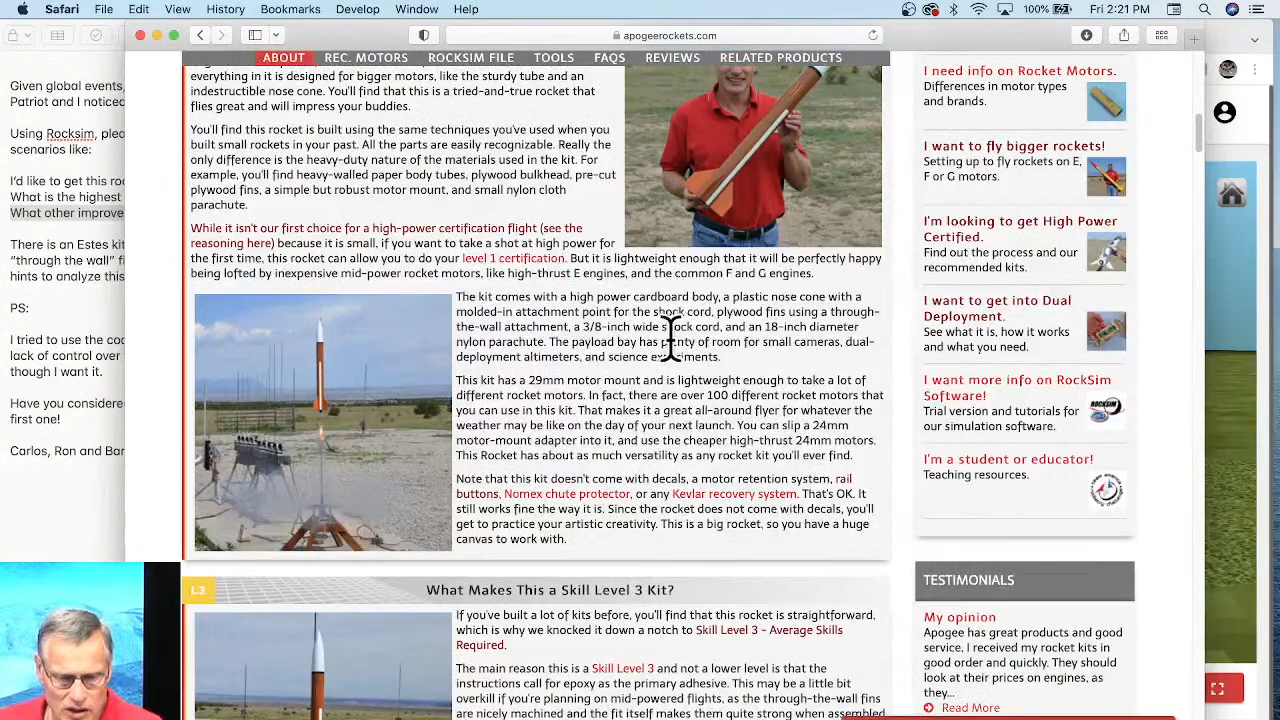 Safari File Edit View History Bookmarks Develop Window Help 100% Fri 2:21 PM
apogeerockets.com
ABOUT REC. MOTORS ROCKSIM FILE TOOLS FAQS REVIEWS RELATED PRODUCTS
everything in it is designed for bigger motors, like the sturdy tube and an
indestructible nose cone. You'll find that this is a tried-and-true rocket that
flies great and will impress your buddies.
You'll find this rocket is built using the same techniques you've used when you
built small rockets in your past. All the parts are easily recognizable. Really the
only difference is the heavy-duty nature of the materials used in the kit. For
example, you'll find heavy-walled paper body tubes, plywood bulkhead, pre-cut
plywood fins, a simple but robust motor mount, and small nylon cloth
parachute.
While it isn't our first choice for a high-power certification flight (see the
reasoning here) because it is small, if you want to take a shot at high power for
the first time, this rocket can allow you to do your level 1 certification. But it is lightweight enough that it will be perfectly happy
being lofted by inexpensive mid-power rocket motors, like high-thrust E engines, and the common F and G engines.
The kit comes with a high power cardboard body, a plastic nose cone with a
molded-in attachment point for the shock cord, plywood fins using a through-
the-wall attachment, a 3/8-inch wide shock cord, and an 18-inch diameter
nylon parachute. The payload bay has plenty of room for small cameras, dual-
deployment altimeters, and science experiments.
This kit has a 29mm motor mount and is lightweight enough to take a lot of
different rocket motors. In fact, there are over 100 different rocket motors that
you can use in this kit. That makes it a great all-around flyer for whatever the
weather may be like on the day of your next launch. You can slip a 24mm
motor-mount adapter into it, and use the cheaper high-thrust 24mm motors.
This Rocket has about as much versatility as any rocket kit you'll ever find.
Note that this kit doesn't come with decals, a motor retention system, rail
buttons, Nomex chute protector, or any Kevlar recovery system. That's OK. It
still works fine the way it is. Since the rocket does not come with decals, you'll
get to practice your artistic creativity. This is a big rocket, so you have a huge
canvas to work with.
L3 What Makes This a Skill Level 3 Kit?
If you've built a lot of kits before, you'll find that this rocket is straightforward,
which is why we knocked it down a notch to Skill Level 3 - Average Skills
Required.
The main reason this is a Skill Level 3 and not a lower level is that the
instructions call for epoxy as the primary adhesive. This may be a little bit
overkill if you're planning on mid-powered flights, as the through-the-wall fins
are nicely machined and the fit itself makes them quite strong when assembled
I need info on Rocket Motors.
Differences in motor types
and brands.
I want to fly bigger rockets!
Setting up to fly rockets on E,
F or G motors.
I'm looking to get High Power
Certified.
Find out the process and our
recommended kits.
I want to get into Dual
Deployment.
See what it is, how it works
and what you need.
I want more info on RockSim
Software!
Trial version and tutorials for
our simulation software.
ROCKSIM
I'm a student or educator!
Teaching resources.
TESTIMONIALS
My opinion
Apogee has great products and good
service, I received my rocket kits in
good order and quickly. They should
look at their prices on engines, as
they...
Read More
Given global events,
Patriot and I noticed
Using Rocksim, plea
scenarios like:
I'd like to get this roc
What is the highest
What other improve
There is an Estes kit
"through the wall" fi
hints to analyze this
PS:
I tried to use the coo
lack of control over
though I want it.
Have you considere
first one!
Carlos, Ron and Bar